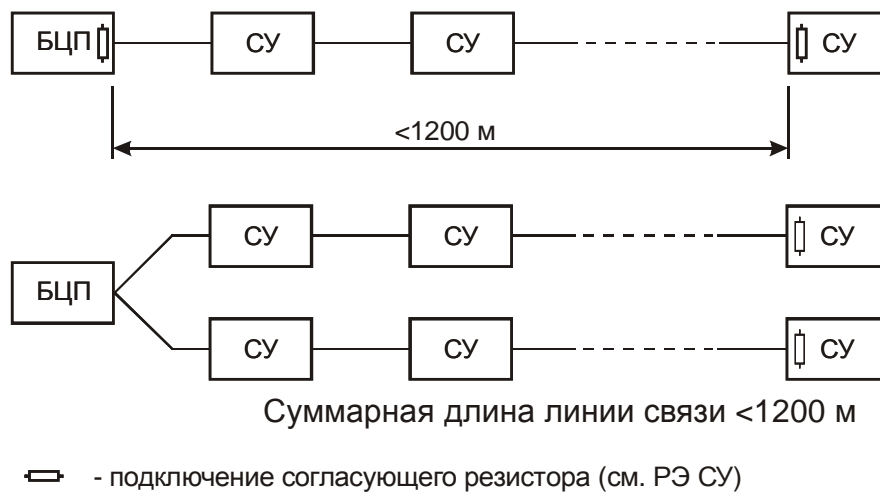 БЦП СУ СУ СУ
<1200 м
СУ СУ СУ
БЦП
СУ СУ СУ
Суммарная длина линии связи <1200 м
- подключение согласующего резистора (см. РЭ СУ)